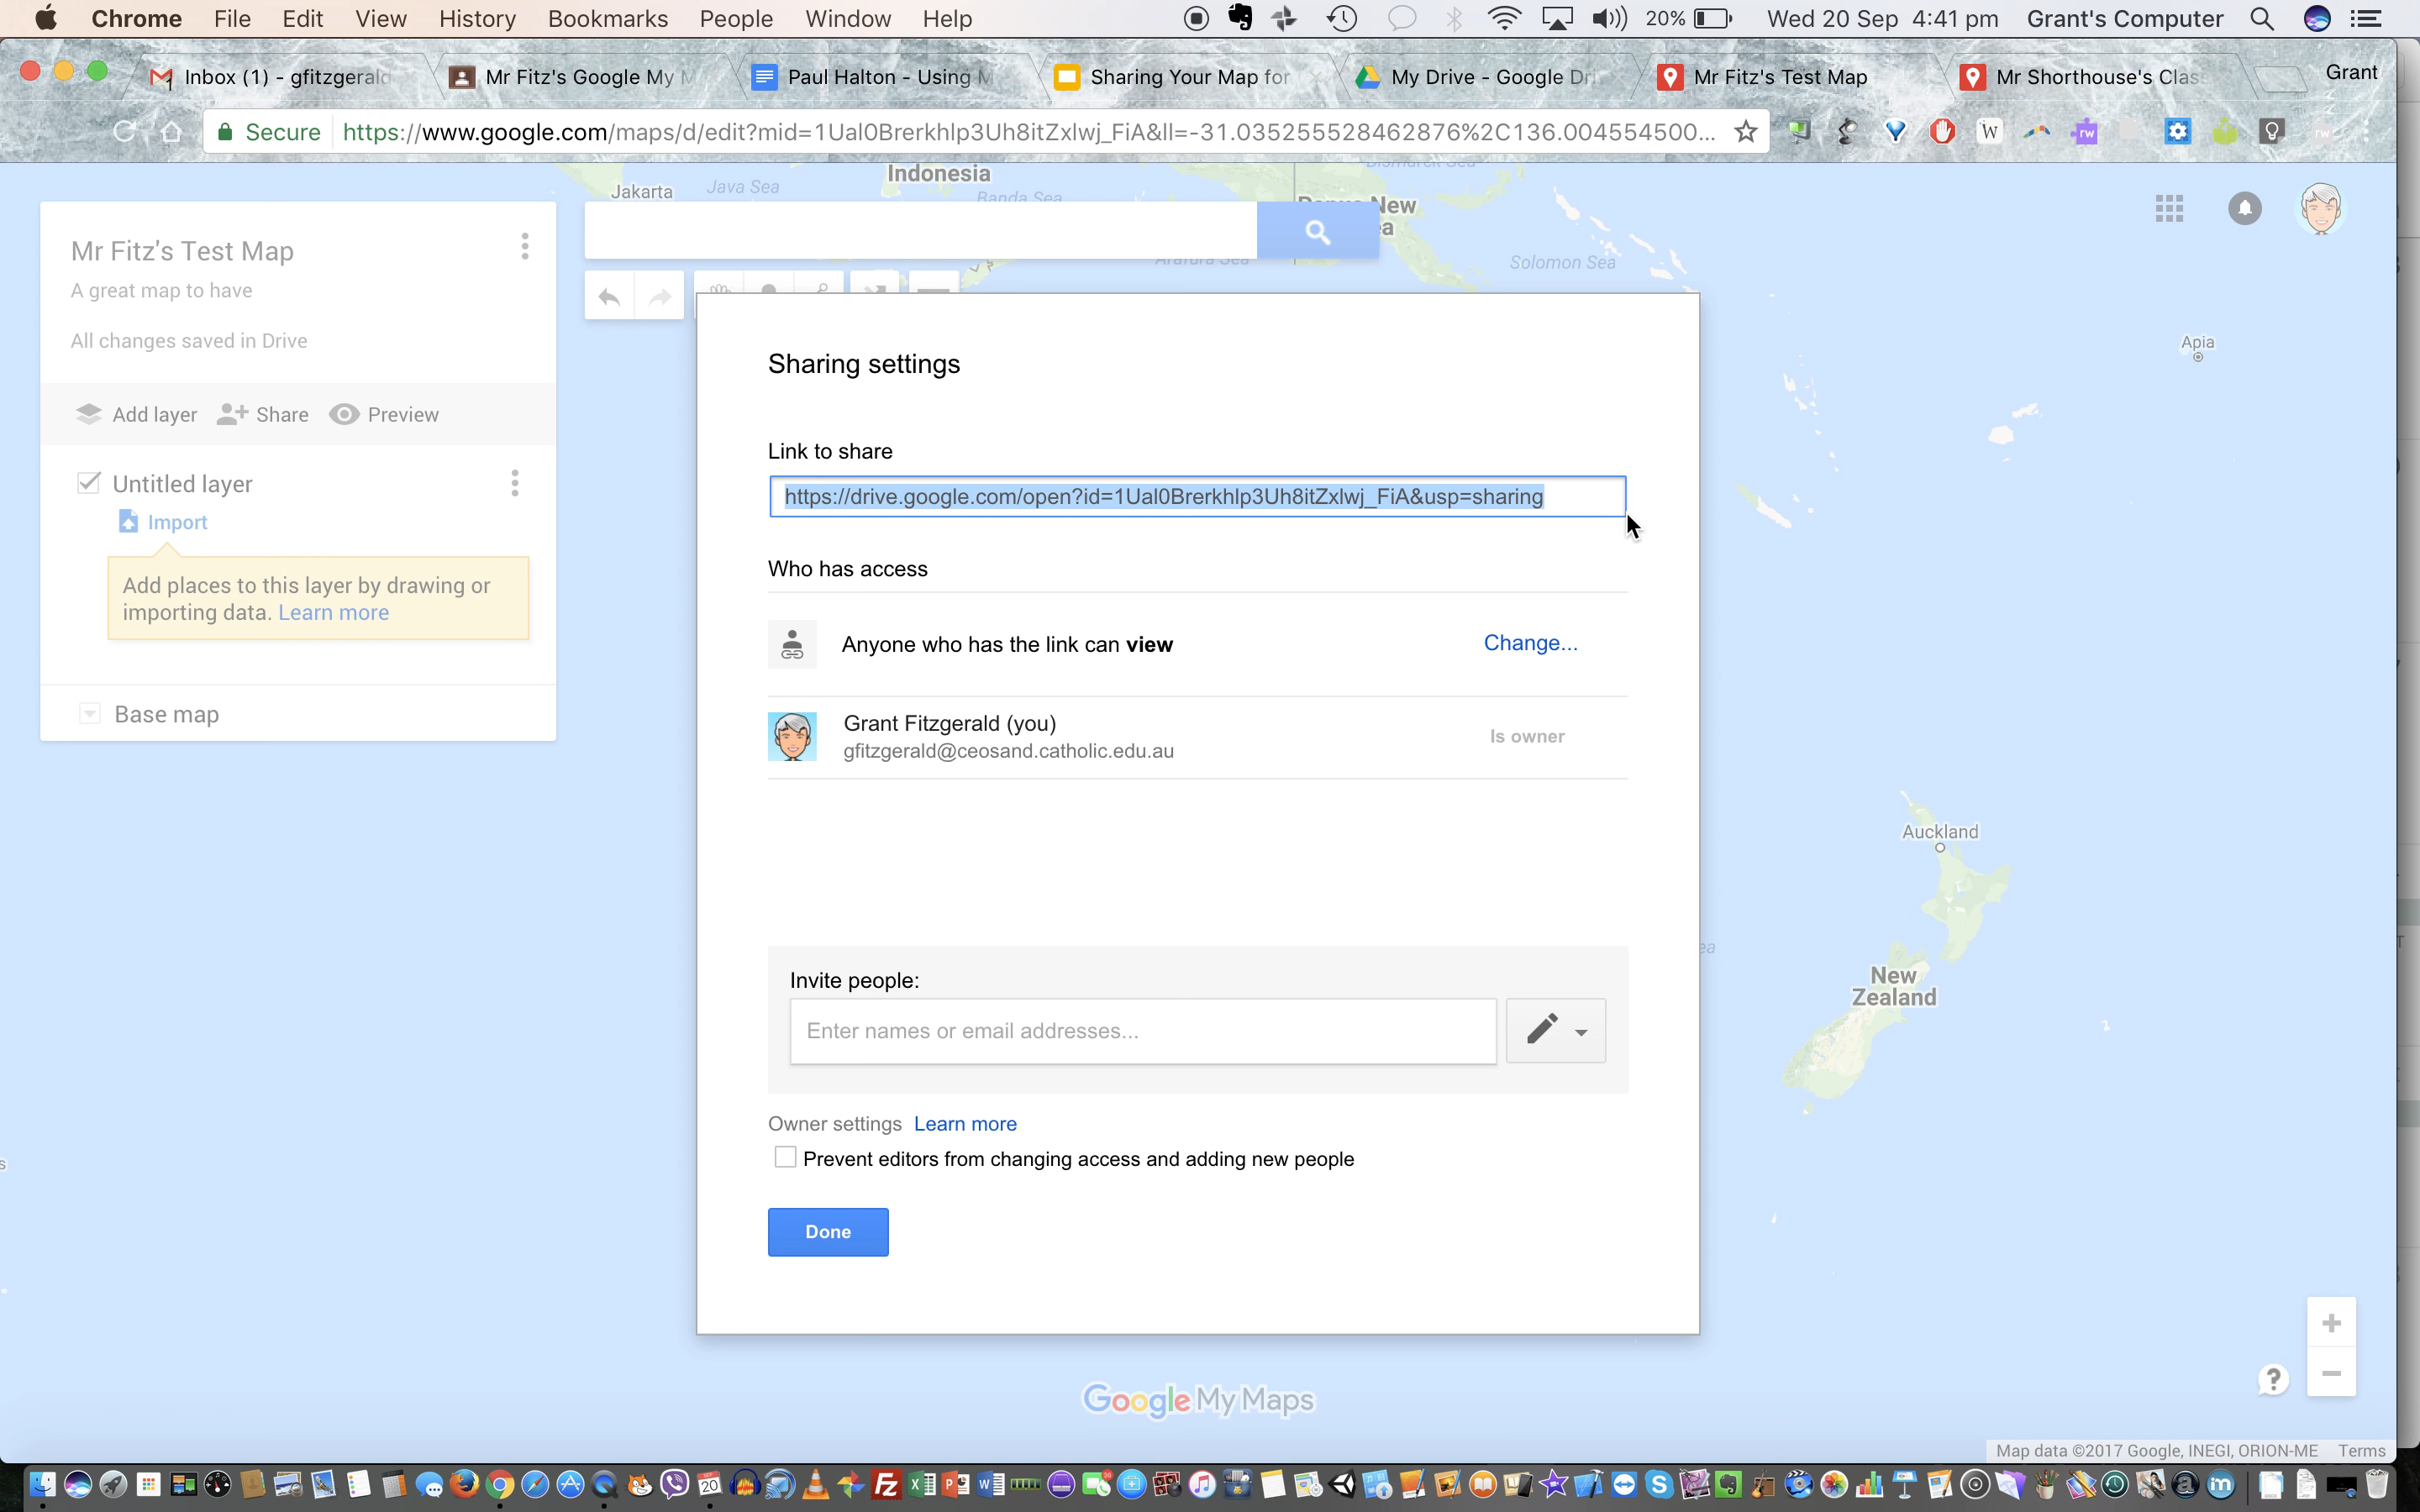 Chrome File Edit View History Bookmarks People Window Help 20% Wed 20 Sep 4:41 pm Grant's Computer
Inbox (1) - gfitzgerald Mr Fitz's Google My M Paul Halton - Using M Sharing Your Map for My Drive - Google Dri Mr Fitz's Test Map Mr Shorthouse's Clas Grant
Secure https://www.google.com/maps/d/edit?mid=1Ual0Brerkhlp3Uh8itZxlwj_FiA&ll=-31.035255528462876%2C136.004554500...
Indonesia
Jakarta Java Sea Banda Sea
Papua New
Arafura Sea Solomon Sea
Mr Fitz's Test Map
A great map to have
All changes saved in Drive
Add layer Share Preview
Untitled layer
Import
Add places to this layer by drawing or
importing data. Learn more
Base map
Sharing settings
Link to share
https://drive.google.com/open?id=1Ual0Brerkhlp3Uh8itZxlwj_FiA&usp=sharing
Who has access
Anyone who has the link can view Change...
Grant Fitzgerald (you)
gfitzgerald@ceosand.catholic.edu.au Is owner
Invite people:
Enter names or email addresses...
Owner settings Learn more
Prevent editors from changing access and adding new people
Done
Apia
Auckland
New
Zealand
Google My Maps
Map data ©2017 Google, INEGI, ORION-ME Terms